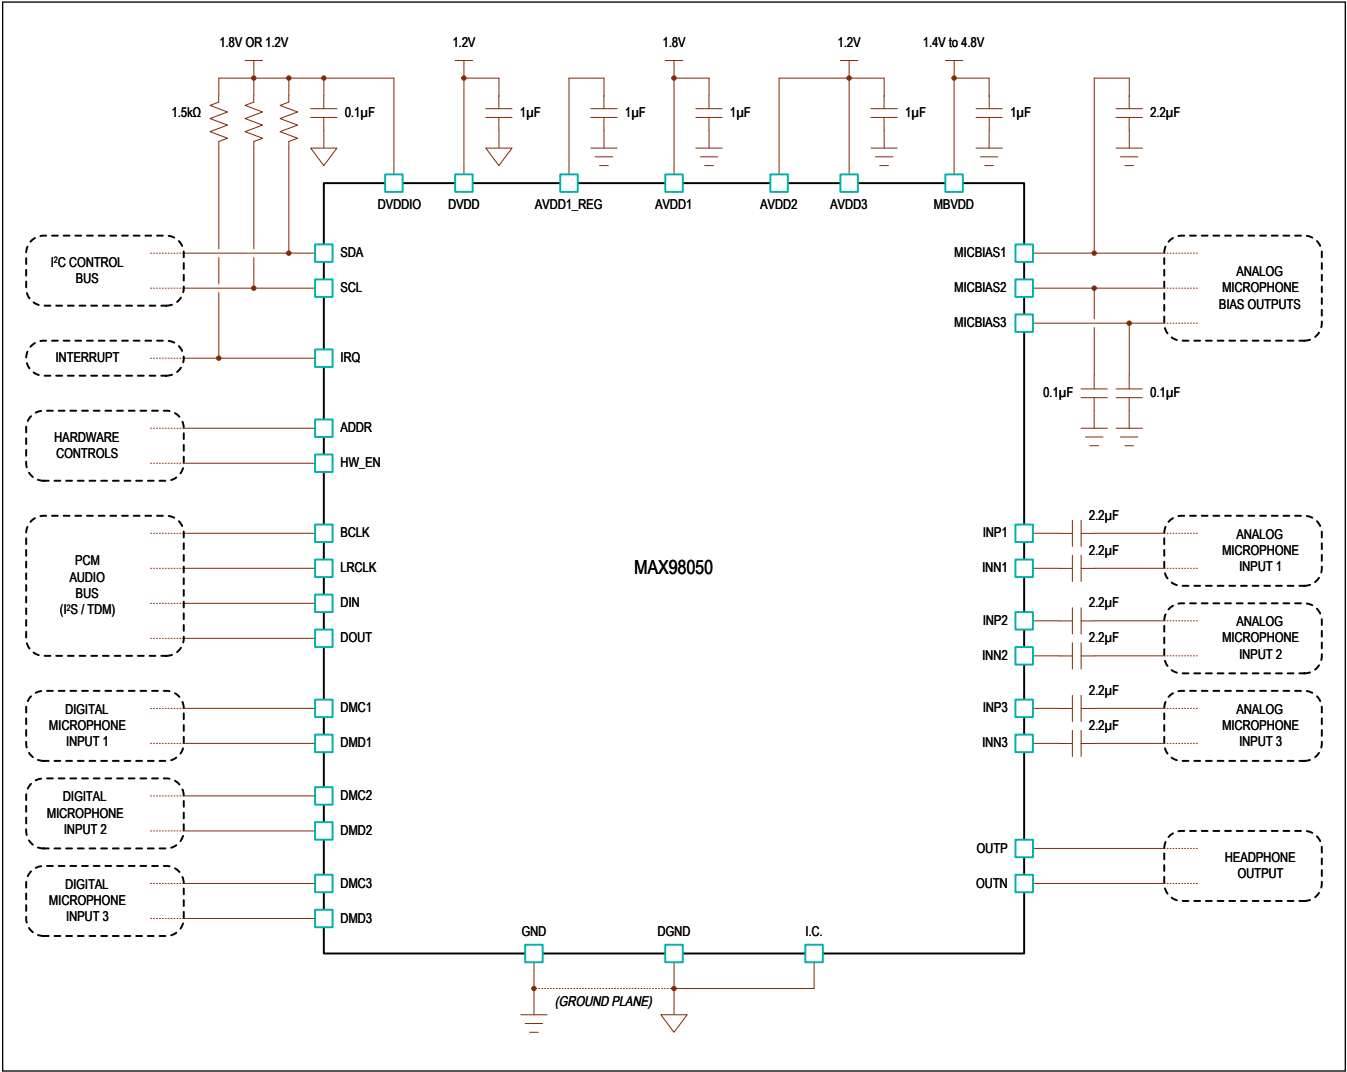 1.8V OR 1.2V
1.2V
1.8V
1.2V
1.4V to 4.8V
1.5kΩ
0.1µF
1µF
1µF
1µF
1µF
1µF
2.2µF
DVDDIO
DVDD
AVDD1_REG
AVDD1
AVDD2
AVDD3
MBVDD
I²C CONTROL
BUS
SDA
SCL
INTERRUPT
IRQ
HARDWARE
CONTROLS
ADDR
HW_EN
PCM
AUDIO
BUS
(I²S / TDM)
BCLK
LRCLK
DIN
DOUT
DIGITAL
MICROPHONE
INPUT 1
DMC1
DMD1
DIGITAL
MICROPHONE
INPUT 2
DMC2
DMD2
DIGITAL
MICROPHONE
INPUT 3
DMC3
DMD3
MAX98050
MICBIAS1
MICBIAS2
MICBIAS3
ANALOG
MICROPHONE
BIAS OUTPUTS
0.1µF
0.1µF
INP1
INN1
2.2µF
2.2µF
ANALOG
MICROPHONE
INPUT 1
INP2
INN2
2.2µF
2.2µF
ANALOG
MICROPHONE
INPUT 2
INP3
INN3
2.2µF
2.2µF
ANALOG
MICROPHONE
INPUT 3
OUTP
OUTN
HEADPHONE
OUTPUT
GND
DGND
I.C.
(GROUND PLANE)